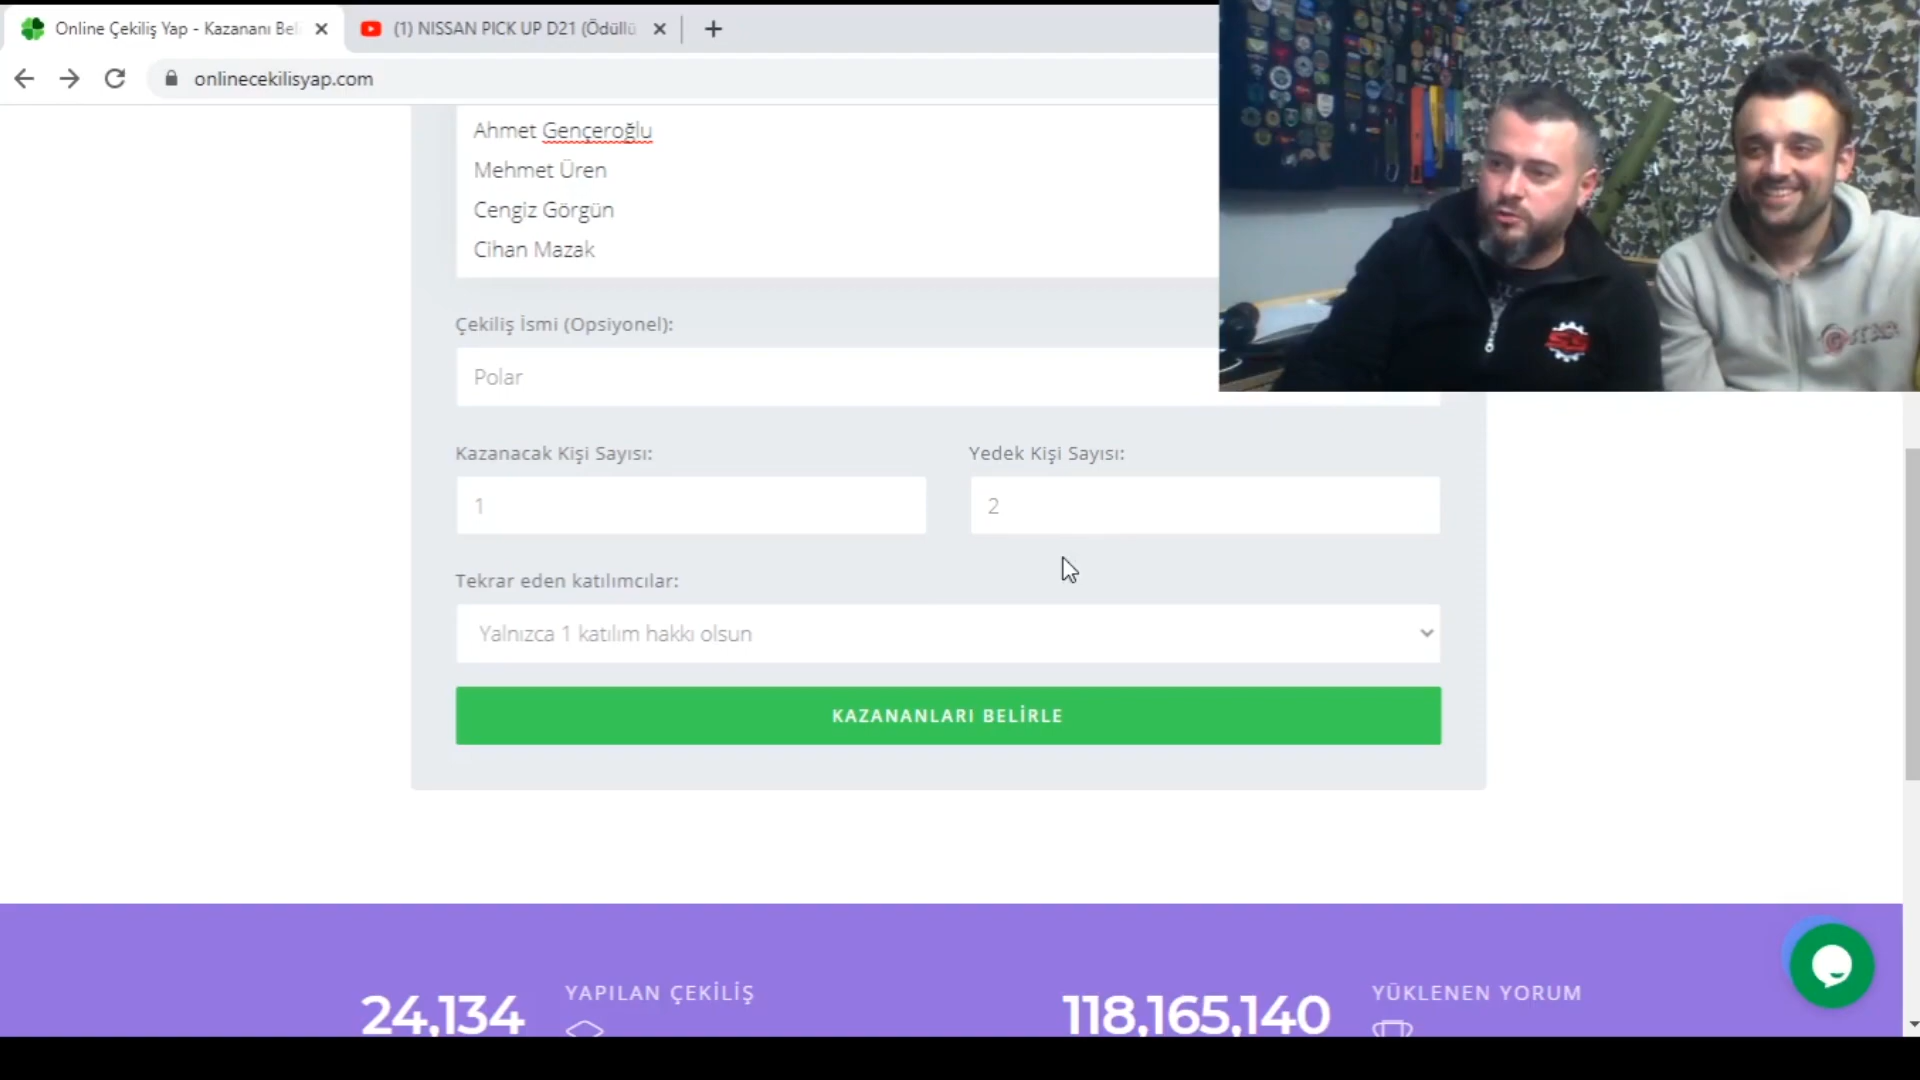 Online Çekiliş Yap - Kazananı Bel
(1) NISSAN PICK UP D21 (Ödüllü
onlinecekilisyap.com
Ahmet Gençeroğlu
Mehmet Üren
Cengiz Görgün
Cihan Mazak
Çekiliş İsmi (Opsiyonel):
Polar
Kazanacak Kişi Sayısı:
Yedek Kişi Sayısı:
1
2
Tekrar eden katılımcılar:
Yalnızca 1 katılım hakkı olsun
KAZANANLARI BELİRLE
24,134
YAPILAN ÇEKİLİŞ
118,165,140
YÜKLENEN YORUM